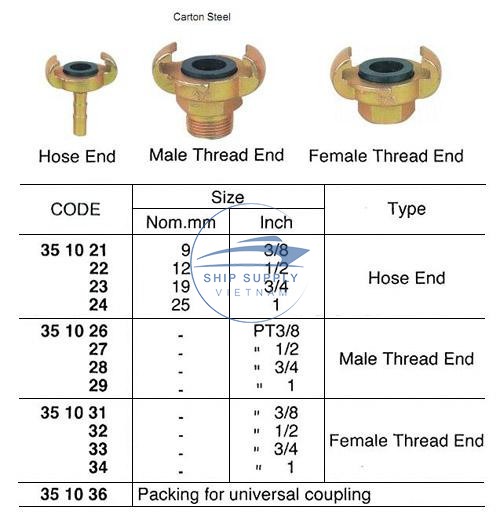 Carton Steel
Hose End Male Thread End Female Thread End
CODE Size Type
Nom.mm Inch
35 10 21 9 3/8 Hose End
22 12 1/2
23 19 3/4
24 25 1
SHIP SUPPLY
VIETNAM
35 10 26 - PT3/8 Male Thread End
27 - " 1/2
28 - " 3/4
29 - " 1
35 10 31 - " 3/8 Female Thread End
32 - " 1/2
33 - " 3/4
34 - " 1
35 10 36 Packing for universal coupling